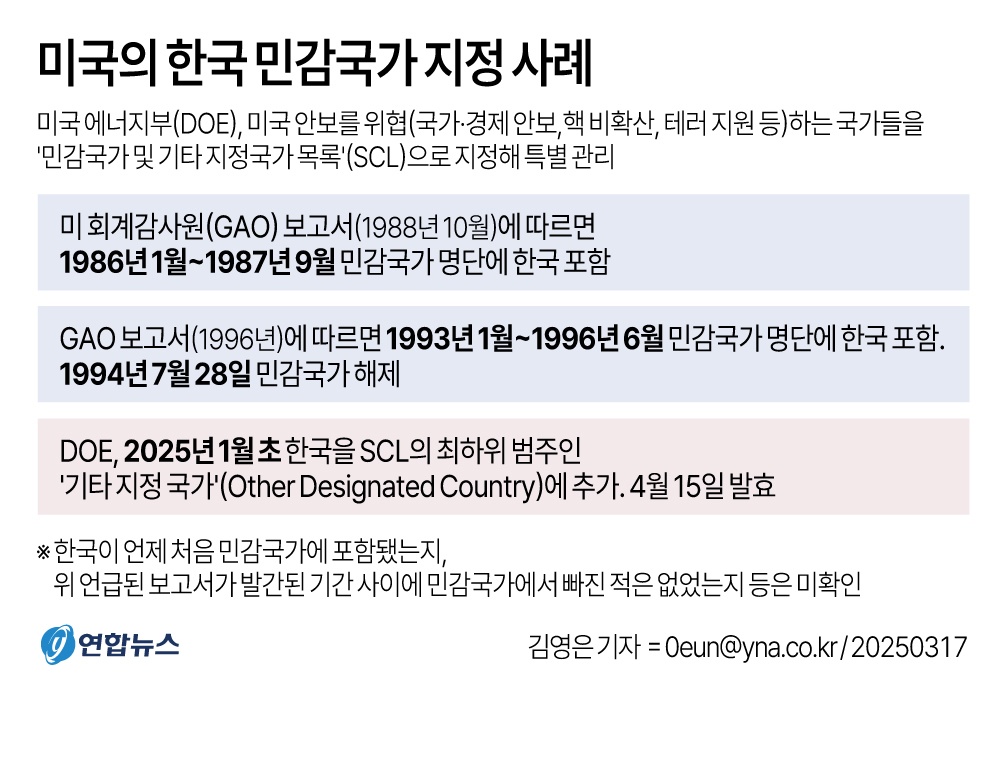 미국의 한국 민감국가 지정 사례
미국 에너지부(DOE), 미국 안보를 위협(국가·경제 안보, 핵 비확산, 테러 지원 등)하는 국가들을
'민감국가 및 기타 지정국가 목록'(SCL)으로 지정해 특별 관리
미 회계감사원(GAO) 보고서(1988년 10월)에 따르면
1986년 1월~1987년 9월 민감국가 명단에 한국 포함
GAO 보고서(1996년)에 따르면 1993년 1월~1996년 6월 민감국가 명단에 한국 포함.
1994년 7월 28일 민감국가 해제
DOE, 2025년 1월 초 한국을 SCL의 최하위 범주인
'기타 지정 국가'(Other Designated Country)에 추가. 4월 15일 발효
※ 한국이 언제 처음 민감국가에 포함됐는지,
위 언급된 보고서가 발간된 기간 사이에 민감국가에서 빠진 적은 없었는지 등은 미확인
y 연합뉴스
김영은 기자 = 0eun@yna.co.kr / 20250317